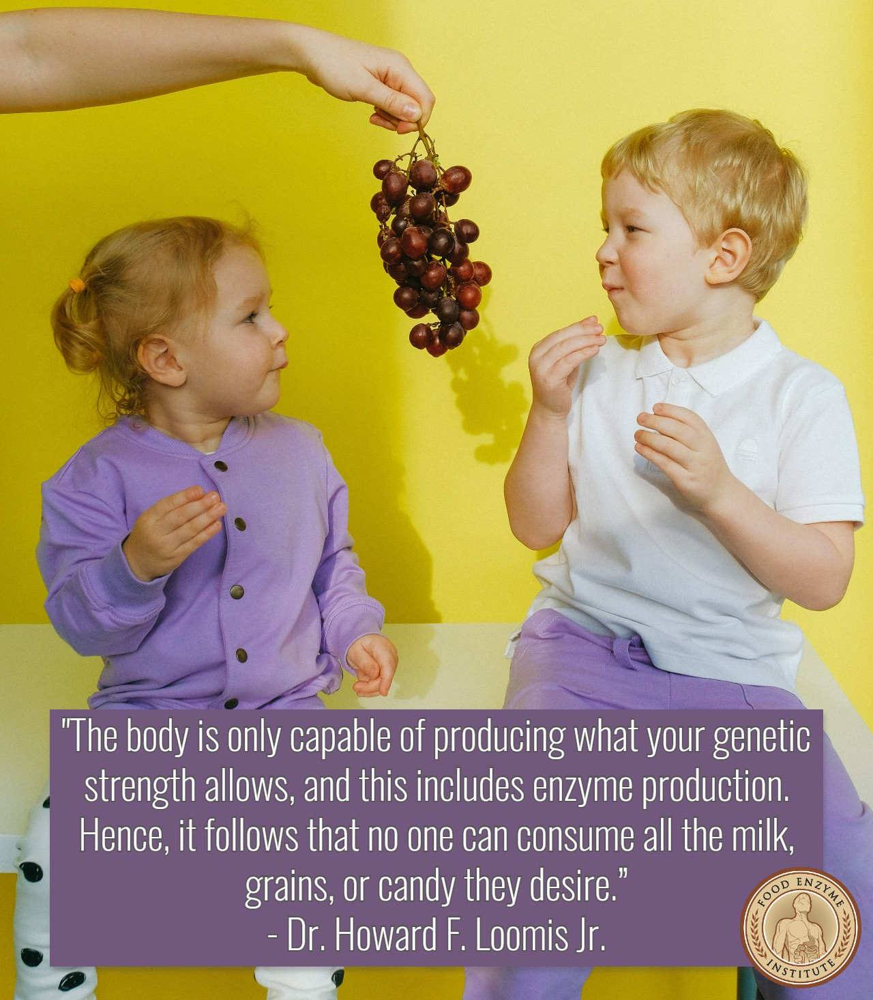 "The body is only capable of producing what your genetic
strength allows, and this includes enzyme production.
Hence, it follows that no one can consume all the milk,
grains, or candy they desire.”
- Dr. Howard F. Loomis Jr.
FOOD ENZYME
INSTITUTE